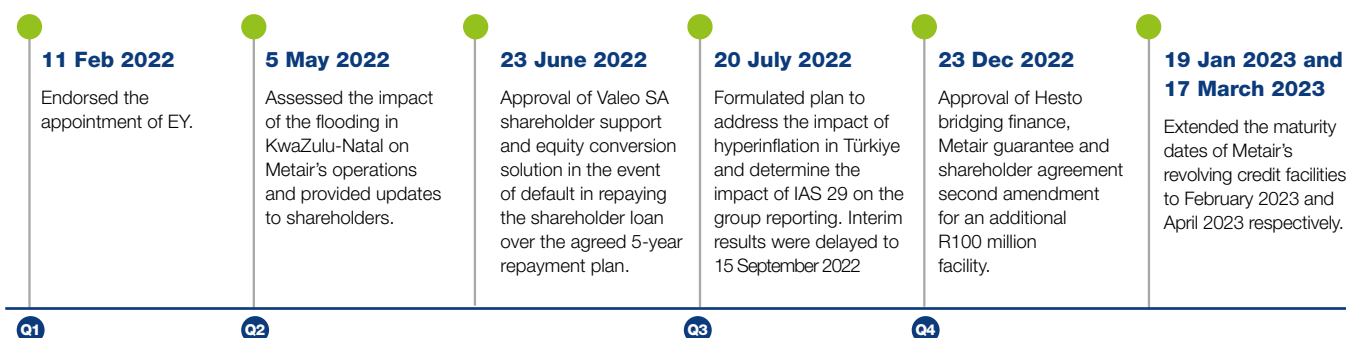 11 Feb 2022
Endorsed the
appointment of EY.
5 May 2022
Assessed the impact
of the flooding in
KwaZulu-Natal on
Metair’s operations
and provided updates
to shareholders.
23 June 2022
Approval of Valeo SA
shareholder support
and equity conversion
solution in the event
of default in repaying
the shareholder loan
over the agreed 5-year
repayment plan.
20 July 2022
Formulated plan to
address the impact of
hyperinflation in Türkiye
and determine the
impact of IAS 29 on the
group reporting. Interim
results were delayed to
15 September 2022
23 Dec 2022
Approval of Hesto
bridging finance,
Metair guarantee and
shareholder agreement
second amendment
for an additional
R100 million
facility.
19 Jan 2023 and
17 March 2023
Extended the maturity
dates of Metair’s
revolving credit facilities
to February 2023 and
April 2023 respectively.
Q1
Q2
Q3
Q4